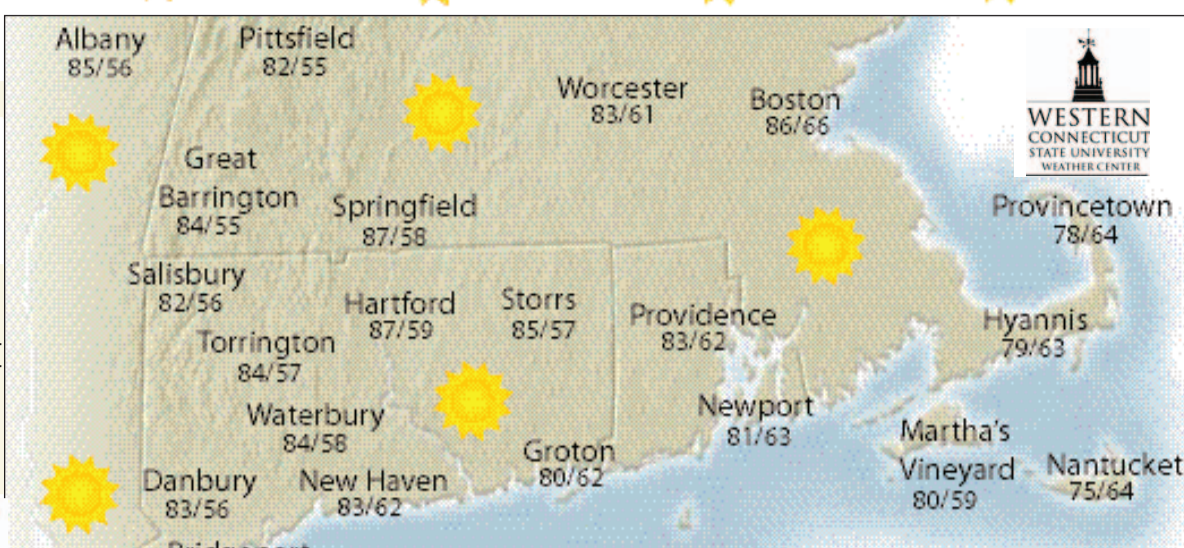 Albany
85/56
Pittsfield
82/55
Worcester
83/61
Boston
86/66
WESTERN
CONNECTICUT
STATE UNIVERSITY
WEATHER CENTER
Great
Barrington
84/55
Springfield
87/58
Provincetown
78/64
Salisbury
82/56
Hartford
87/59
Storrs
85/57
Providence
83/62
Hyannis
79/63
Torrington
84/57
Waterbury
84/58
Newport
81/63
Martha's
Vineyard
80/59
Nantucket
75/64
Groton
80/62
Danbury
83/56
New Haven
83/62
Bridgeport